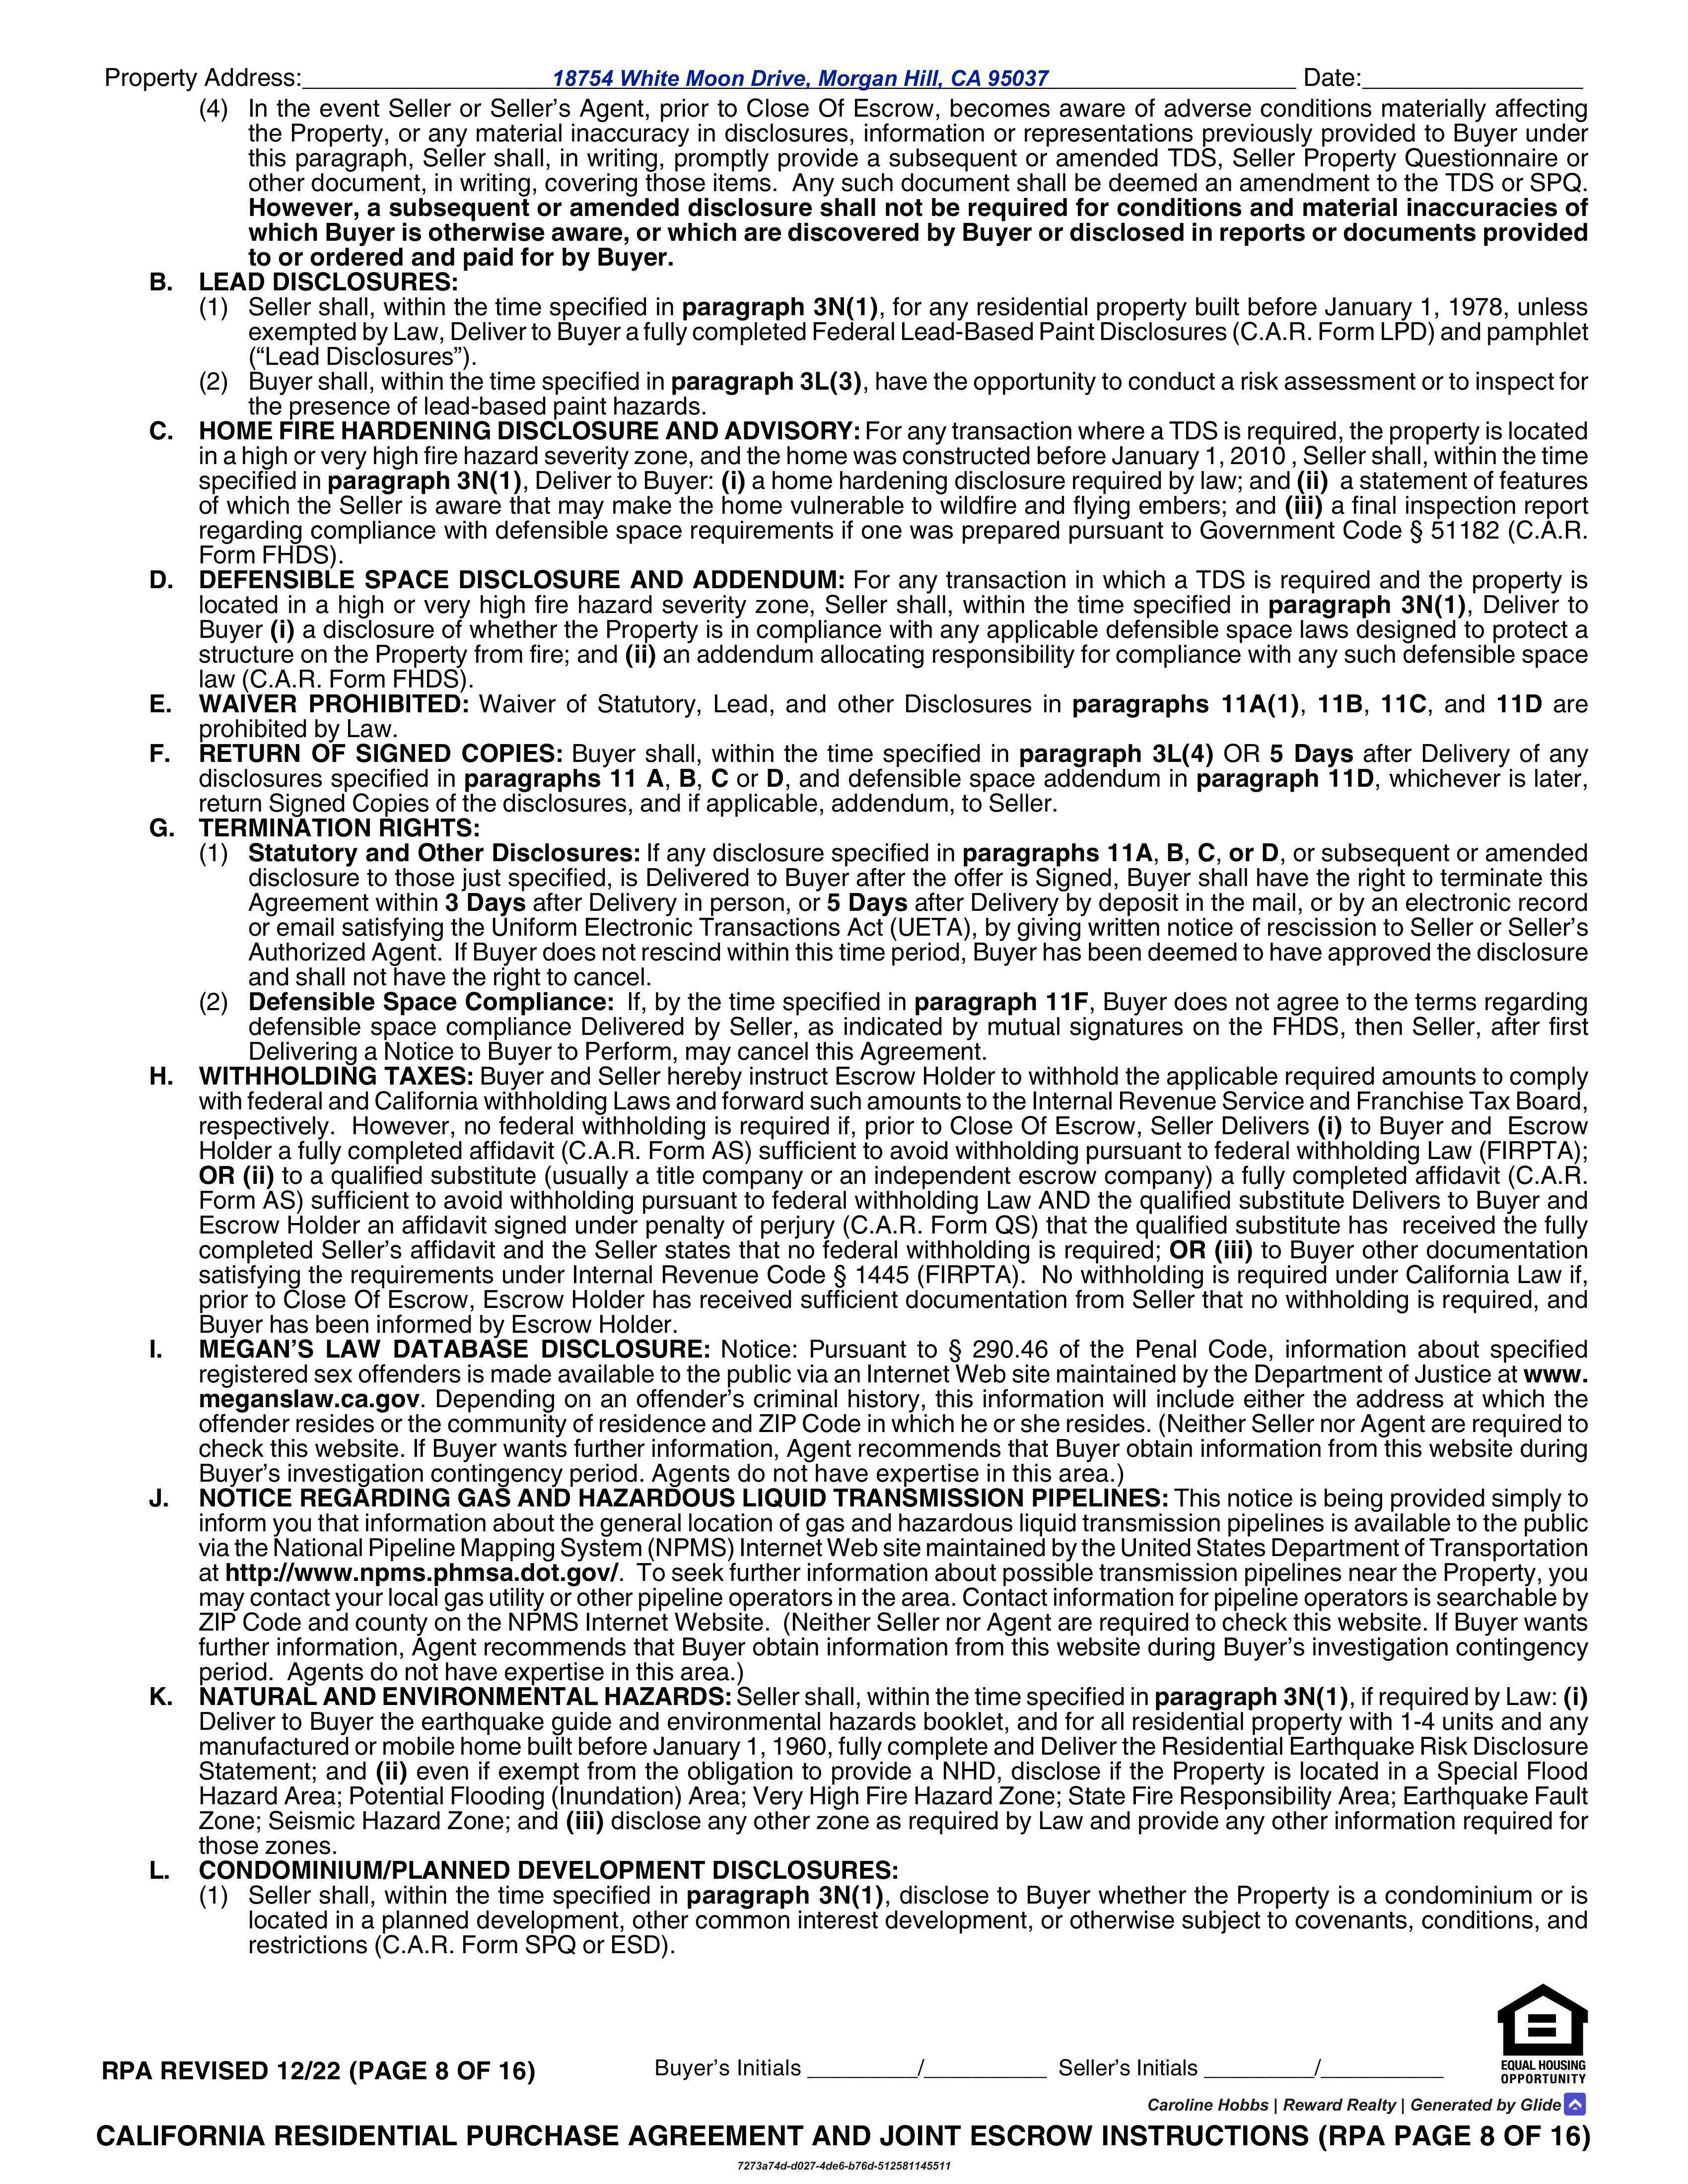 Property Address: 18754 White Moon Drive, Morgan Hill, CA 95037 Date:
(4) In the event Seller or Seller's Agent, prior to Close Of Escrow, becomes aware of adverse conditions materially affecting
the Property, or any material inaccuracy in disclosures, information or representations previously provided to Buyer under
this paragraph, Seller shall, in writing, promptly provide a subsequent or amended TDS, Seller Property Questionnaire or
other document, in writing, covering those items. Any such document shall be deemed an amendment to the TDS or SPQ.
However, a subsequent or amended disclosure shall not be required for conditions and material inaccuracies of
which Buyer is otherwise aware, or which are discovered by Buyer or disclosed in reports or documents provided
to or ordered and paid for by Buyer.
B. LEAD DISCLOSURES:
(1) Seller shall, within the time specified in paragraph 3N(1), for any residential property built before January 1, 1978, unless
exempted by Law, Deliver to Buyer a fully completed Federal Lead-Based Paint Disclosures (C.A.R. Form LPD) and pamphlet
("Lead Disclosures").
(2) Buyer shall, within the time specified in paragraph 3L(3), have the opportunity to conduct a risk assessment or to inspect for
the presence of lead-based paint hazards.
C. HOME FIRE HARDENING DISCLOSURE AND ADVISORY: For any transaction where a TDS is required, the property is located
in a high or very high fire hazard severity zone, and the home was constructed before January 1, 2010 , Seller shall, within the time
specified in paragraph 3N(1), Deliver to Buyer: (i) a home hardening disclosure required by law; and (ii) a statement of features
of which the Seller is aware that may make the home vulnerable to wildfire and flying embers; and (iii) a final inspection report
regarding compliance with defensible space requirements if one was prepared pursuant to Government Code § 51182 (C.A.R.
Form FHDS).
D. DEFENSIBLE SPACE DISCLOSURE AND ADDENDUM: For any transaction in which a TDS is required and the property is
located in a high or very high fire hazard severity zone, Seller shall, within the time specified in paragraph 3N(1), Deliver to
Buyer (i) a disclosure of whether the Property is in compliance with any applicable defensible space laws designed to protect a
structure on the Property from fire; and (ii) an addendum allocating responsibility for compliance with any such defensible space
law (C.A.R. Form FHDS).
E. WAIVER PROHIBITED: Waiver of Statutory, Lead, and other Disclosures in paragraphs 11A(1), 11B, 11C, and 11D are
prohibited by Law.
F. RETURN OF SIGNED COPIES: Buyer shall, within the time specified in paragraph 3L(4) OR 5 Days after Delivery of any
disclosures specified in paragraphs 11 A, B, C or D, and defensible space addendum in paragraph 11D, whichever is later,
return Signed Copies of the disclosures, and if applicable, addendum, to Seller.
G. TERMINATION RIGHTS:
(1) Statutory and Other Disclosures: If any disclosure specified in paragraphs 11A, B, C, or D, or subsequent or amended
disclosure to those just specified, is Delivered to Buyer after the offer is Signed, Buyer shall have the right to terminate this
Agreement within 3 Days after Delivery in person, or 5 Days after Delivery by deposit in the mail, or by an electronic record
or email satisfying the Uniform Electronic Transactions Act (UETA), by giving written notice of rescission to Seller or Seller's
Authorized Agent. If Buyer does not rescind within this time period, Buyer has been deemed to have approved the disclosure
and shall not have the right to cancel.
(2) Defensible Space Compliance: If, by the time specified in paragraph 11F, Buyer does not agree to the terms regarding
defensible space compliance Delivered by Seller, as indicated by mutual signatures on the FHDS, then Seller, after first
Delivering a Notice to Buyer to Perform, may cancel this Agreement.
H. WITHHOLDING TAXES: Buyer and Seller hereby instruct Escrow Holder to withhold the applicable required amounts to comply
with federal and California withholding Laws and forward such amounts to the Internal Revenue Service and Franchise Tax Board,
respectively. However, no federal withholding is required if, prior to Close Of Escrow, Seller Delivers (i) to Buyer and Escrow
Holder a fully completed affidavit (C.A.R. Form AS) sufficient to avoid withholding pursuant to federal withholding Law (FIRPTA);
OR (ii) to a qualified substitute (usually a title company or an independent escrow company) a fully completed affidavit (C.A.R.
Form AS) sufficient to avoid withholding pursuant to federal withholding Law AND the qualified substitute Delivers to Buyer and
Escrow Holder an affidavit signed under penalty of perjury (C.A.R. Form QS) that the qualified substitute has received the fully
completed Seller's affidavit and the Seller states that no federal withholding is required; OR (iii) to Buyer other documentation
satisfying the requirements under Internal Revenue Code § 1445 (FIRPTA). No withholding is required under California Law if,
prior to Close Of Escrow, Escrow Holder has received sufficient documentation from Seller that no withholding is required, and
Buyer has been informed by Escrow Holder.
I. MEGAN'S LAW DATABASE DISCLOSURE: Notice: Pursuant to § 290.46 of the Penal Code, information about specified
registered sex offenders is made available to the public via an Internet Web site maintained by the Department of Justice at www.
meganslaw.ca.gov. Depending on an offender's criminal history, this information will include either the address at which the
offender resides or the community of residence and ZIP Code in which he or she resides. (Neither Seller nor Agent are required to
check this website. If Buyer wants further information, Agent recommends that Buyer obtain information from this website during
Buyer's investigation contingency period. Agents do not have expertise in this area.)
J. NOTICE REGARDING GAS AND HAZARDOUS LIQUID TRANSMISSION PIPELINES: This notice is being provided simply to
inform you that information about the general location of gas and hazardous liquid transmission pipelines is available to the public
via the National Pipeline Mapping System (NPMS) Internet Web site maintained by the United States Department of Transportation
at http://www.npms.phmsa.dot.gov/. To seek further information about possible transmission pipelines near the Property, you
may contact your local gas utility or other pipeline operators in the area. Contact information for pipeline operators is searchable by
ZIP Code and county on the NPMS Internet Website. (Neither Seller nor Agent are required to check this website. If Buyer wants
further information, Agent recommends that Buyer obtain information from this website during Buyer's investigation contingency
period. Agents do not have expertise in this area.)
K. NATURAL AND ENVIRONMENTAL HAZARDS: Seller shall, within the time specified in paragraph 3N(1), if required by Law: (i)
Deliver to Buyer the earthquake guide and environmental hazards booklet, and for all residential property with 1-4 units and any
manufactured or mobile home built before January 1, 1960, fully complete and Deliver the Residential Earthquake Risk Disclosure
Statement; and (ii) even if exempt from the obligation to provide a NHD, disclose if the Property is located in a Special Flood
Hazard Area; Potential Flooding (Inundation) Area; Very High Fire Hazard Zone; State Fire Responsibility Area; Earthquake Fault
Zone; Seismic Hazard Zone; and (iii) disclose any other zone as required by Law and provide any other information required for
those zones.
L. CONDOMINIUM/PLANNED DEVELOPMENT DISCLOSURES:
(1) Seller shall, within the time specified in paragraph 3N(1), disclose to Buyer whether the Property is a condominium or is
located in a planned development, other common interest development, or otherwise subject to covenants, conditions, and
restrictions (C.A.R. Form SPQ or ESD).
RPA REVISED 12/22 (PAGE 8 OF 16) Buyer's Initials ________/_________ Seller's Initials ________/_________
EQUAL HOUSING
OPPORTUNITY
Caroline Hobbs | Reward Realty | Generated by Glide
CALIFORNIA RESIDENTIAL PURCHASE AGREEMENT AND JOINT ESCROW INSTRUCTIONS (RPA PAGE 8 OF 16)
7273a74d-d027-4de6-b76d-512581145511